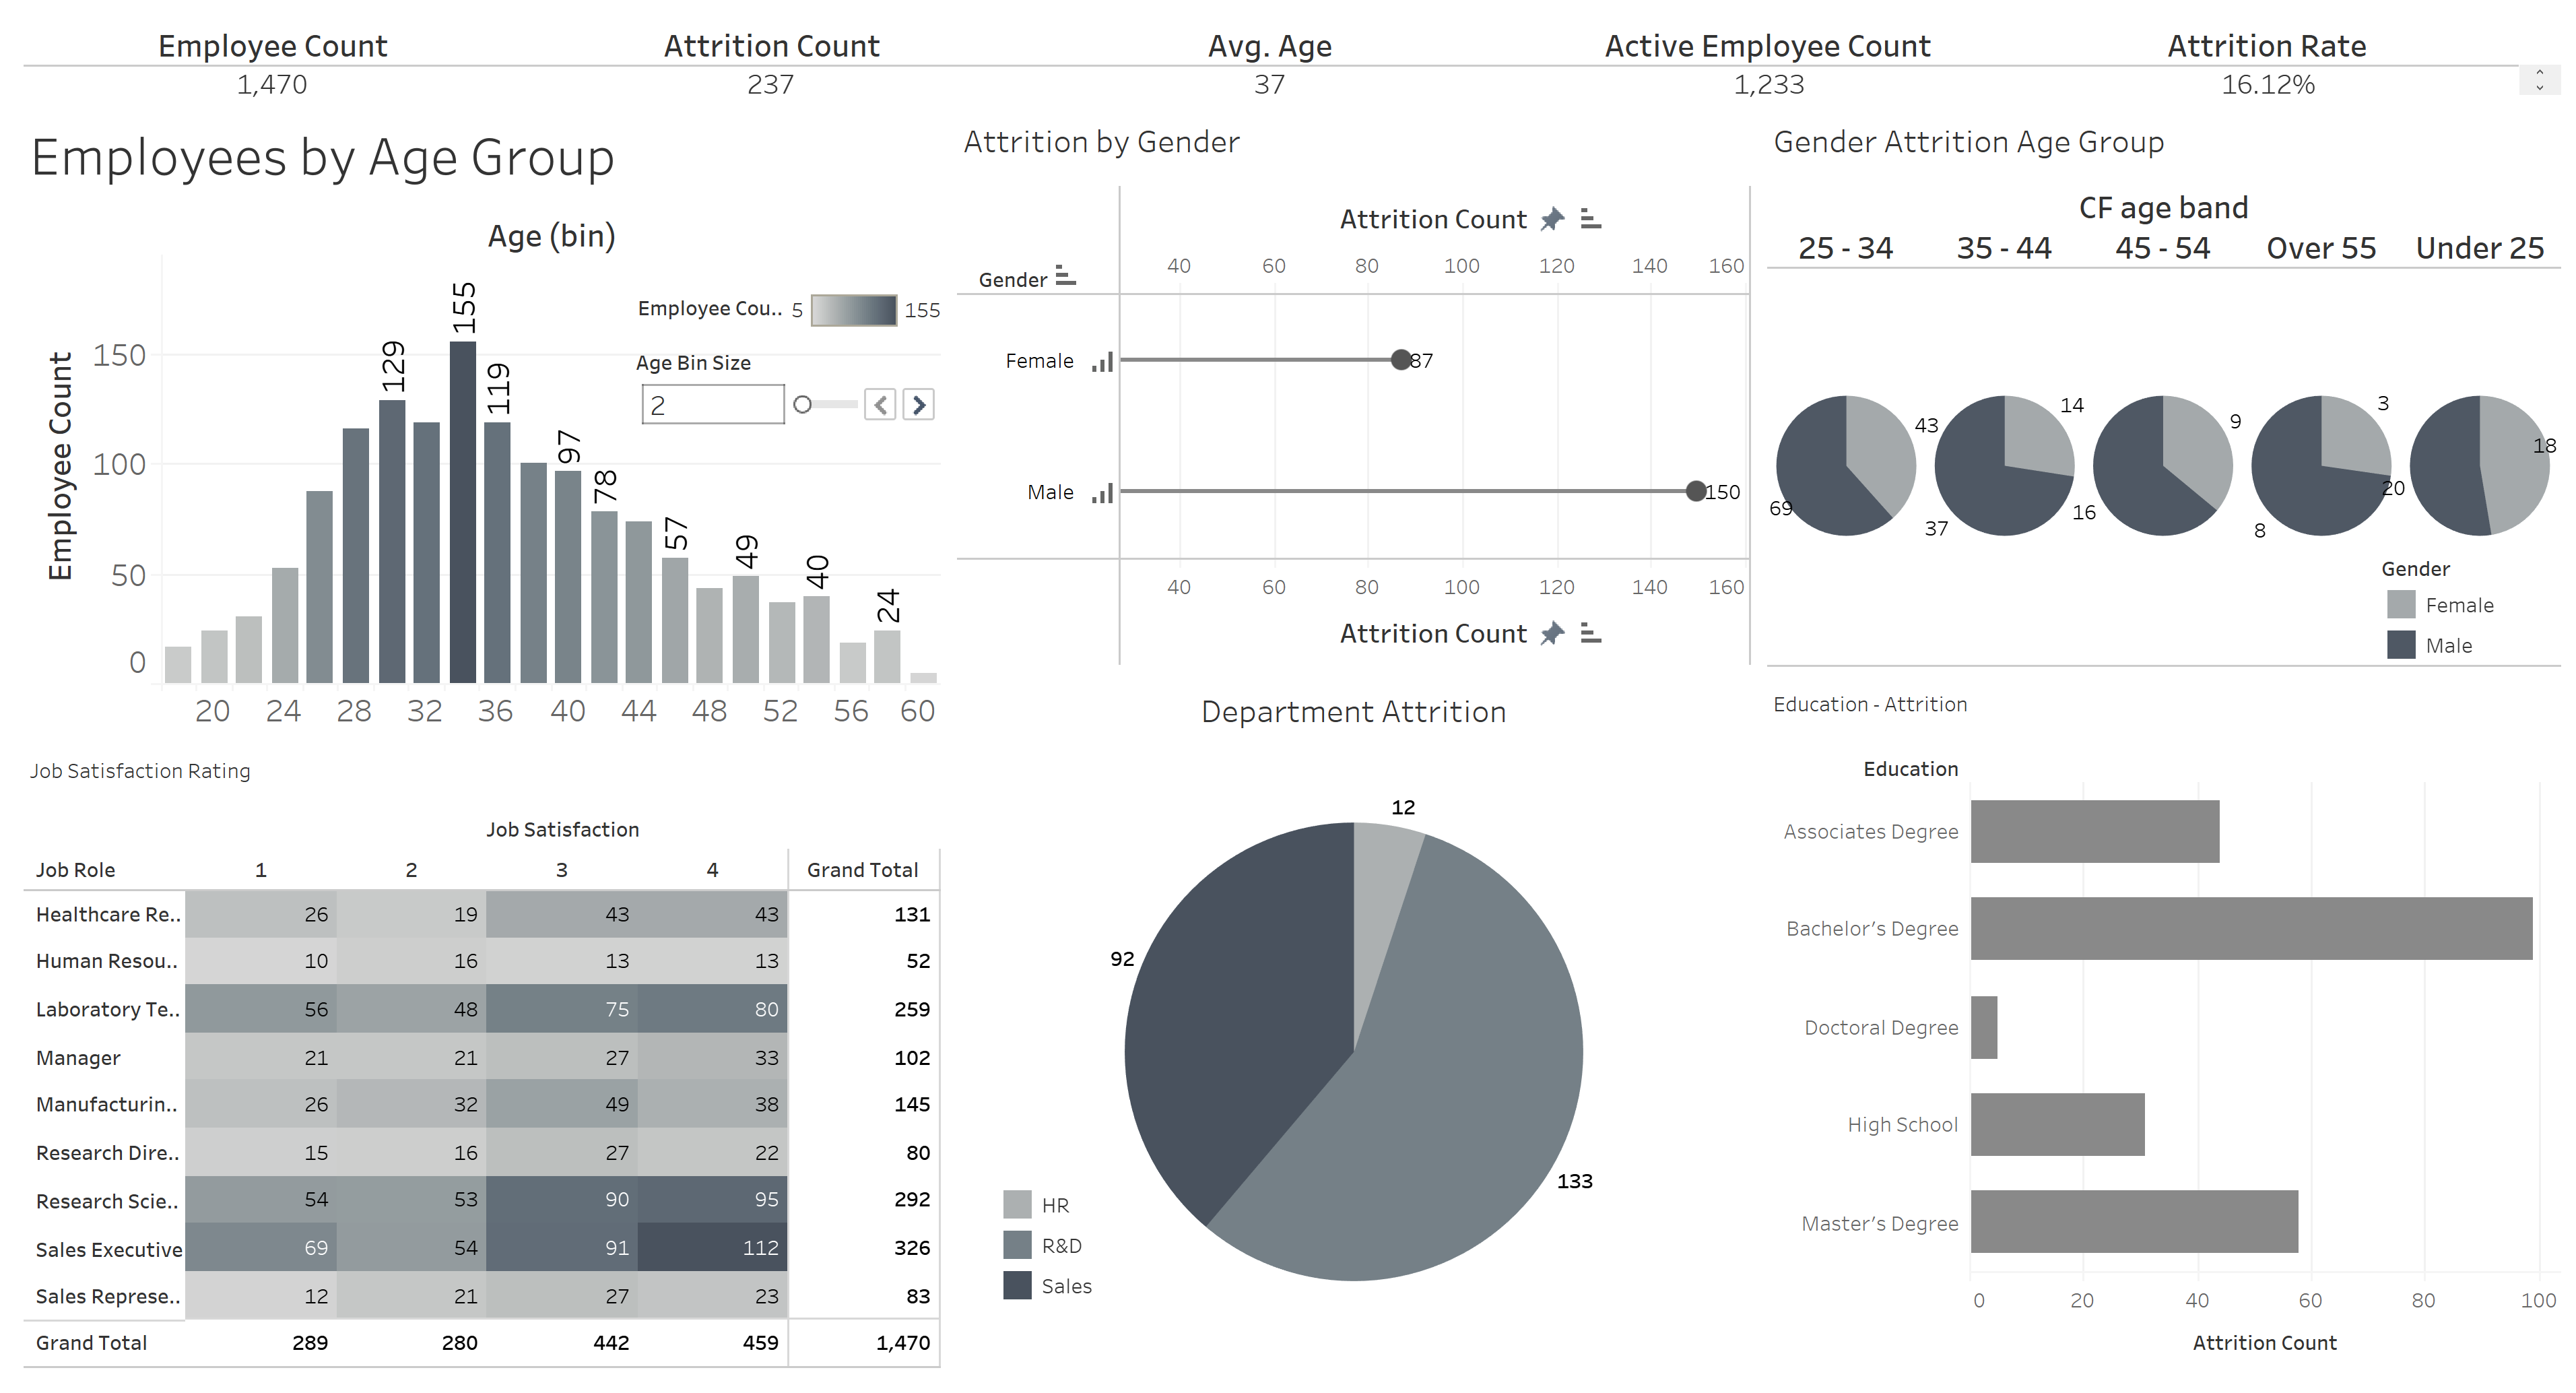 Employee Count Attrition Count Avg. Age Active Employee Count Attrition Rate
1,470 237 37 1,233 16.12%
Employees by Age Group
Age (bin)
Employee Cou.. 5 155
Age Bin Size
2
Employee Count
150
100
50
0
129
155
119
97
78
57
49
40
24
20 24 28 32 36 40 44 48 52 56 60
Attrition by Gender
Attrition Count
Gender
40 60 80 100 120 140 160
Female 87
Male 150
40 60 80 100 120 140 160
Attrition Count
Gender Attrition Age Group
CF age band
25 - 34 35 - 44 45 - 54 Over 55 Under 25
43 14 9 3 18
69 37 16 8 20
Gender
Female
Male
Job Satisfaction Rating
Job Satisfaction
Job Role 1 2 3 4 Grand Total
Healthcare Re.. 26 19 43 43 131
Human Resou.. 10 16 13 13 52
Laboratory Te.. 56 48 75 80 259
Manager 21 21 27 33 102
Manufacturin.. 26 32 49 38 145
Research Dire.. 15 16 27 22 80
Research Scie.. 54 53 90 95 292
Sales Executive 69 54 91 112 326
Sales Represe.. 12 21 27 23 83
Grand Total 289 280 442 459 1,470
Department Attrition
12
92
133
HR
R&D
Sales
Education - Attrition
Education
Associates Degree
Bachelor’s Degree
Doctoral Degree
High School
Master’s Degree
0 20 40 60 80 100
Attrition Count